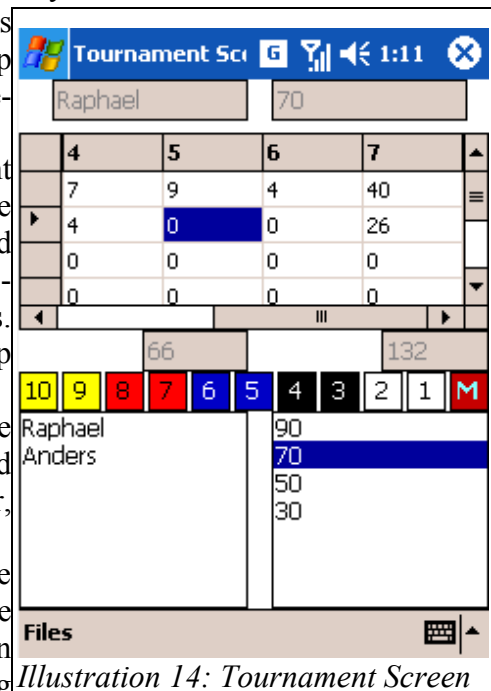 Tournament Sc G 1:11
Raphael 70
4 5 6 7
7 9 4 40
4 0 0 26
0 0 0 0
0 0 0 0
66 132
10 9 8 7 6 5 4 3 2 1 M
Raphael 90
Anders 70
50
30
Files
Illustration 14: Tournament Screen